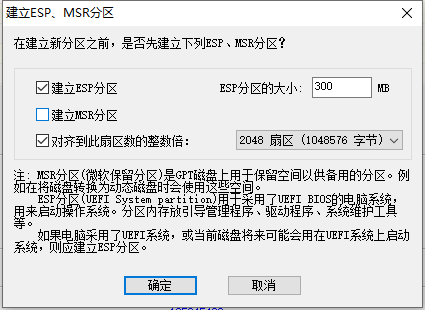 建立ESP、MSR分区
在建立新分区之前，是否先建立下列ESP、MSR分区？
建立ESP分区 ESP分区的大小: 300 MB
建立MSR分区
对齐到此扇区数的整数倍: 2048 扇区 (1048576 字节)
注: MSR分区(微软保留分区)是GPT磁盘上用于保留空间以供备用的分区。例
如在将磁盘转换为动态磁盘时会使用这些空间。
ESP分区(UEFI System partition)用于采用了UEFI BIOS的电脑系统，
用来启动操作系统。分区内存放引导管理程序、驱动程序、系统维护工具
等。
如果电脑采用了UEFI系统，或当前磁盘将来可能会用在UEFI系统上启动
系统，则应建立ESP分区。
确定 取消